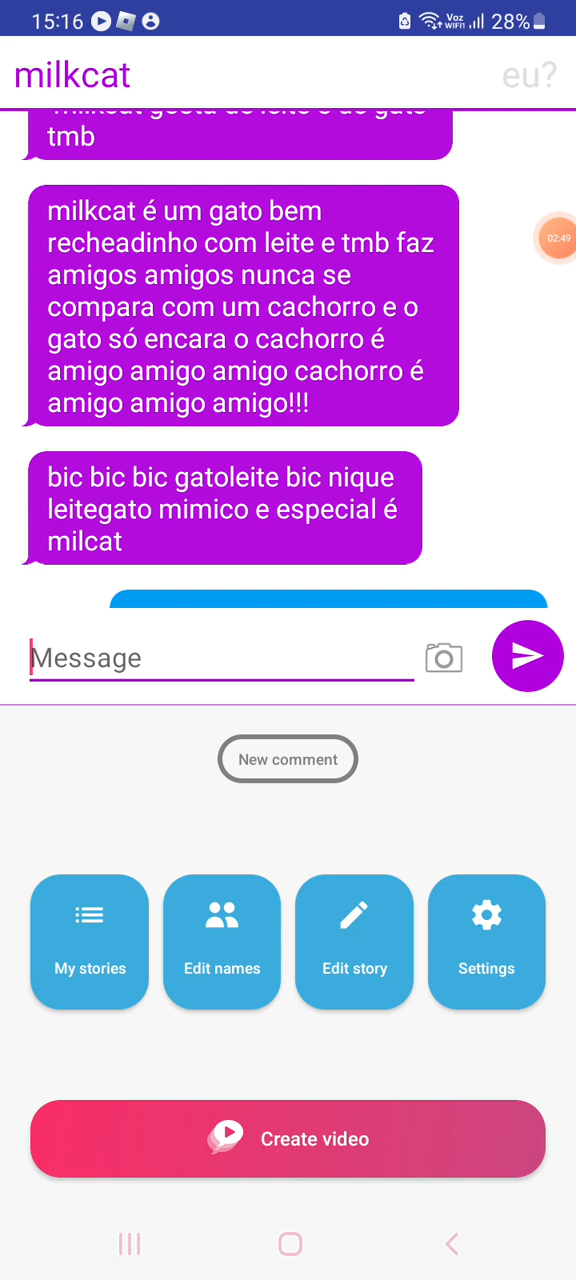 15:16 Voz WiFi1 28%
milkcat eu?
tmb
milkcat é um gato bem
recheadinho com leite e tmb faz
amigos amigos nunca se
compara com um cachorro e o
gato só encara o cachorro é
amigo amigo amigo cachorro é
amigo amigo amigo!!!
02:49
bic bic bic gatoleite bic nique
leitegato mimico e especial é
milcat
Message
New comment
My stories
Edit names
Edit story
Settings
Create video